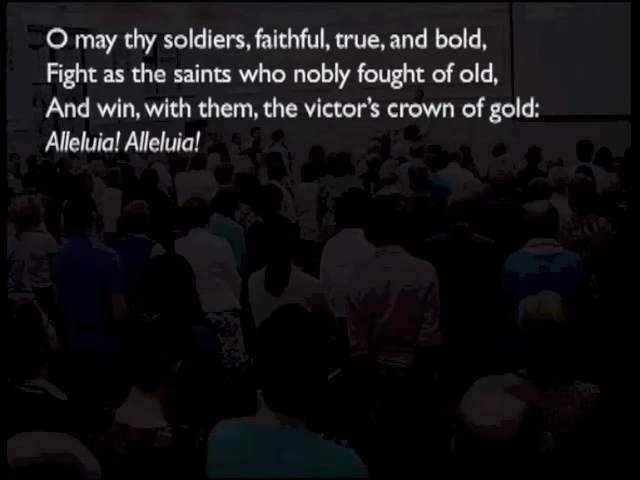 O may thy soldiers, faithful, true, and bold,
Fight as the saints who nobly fought of old,
And win, with them, the victor's crown of gold:
Alleluia! Alleluia!